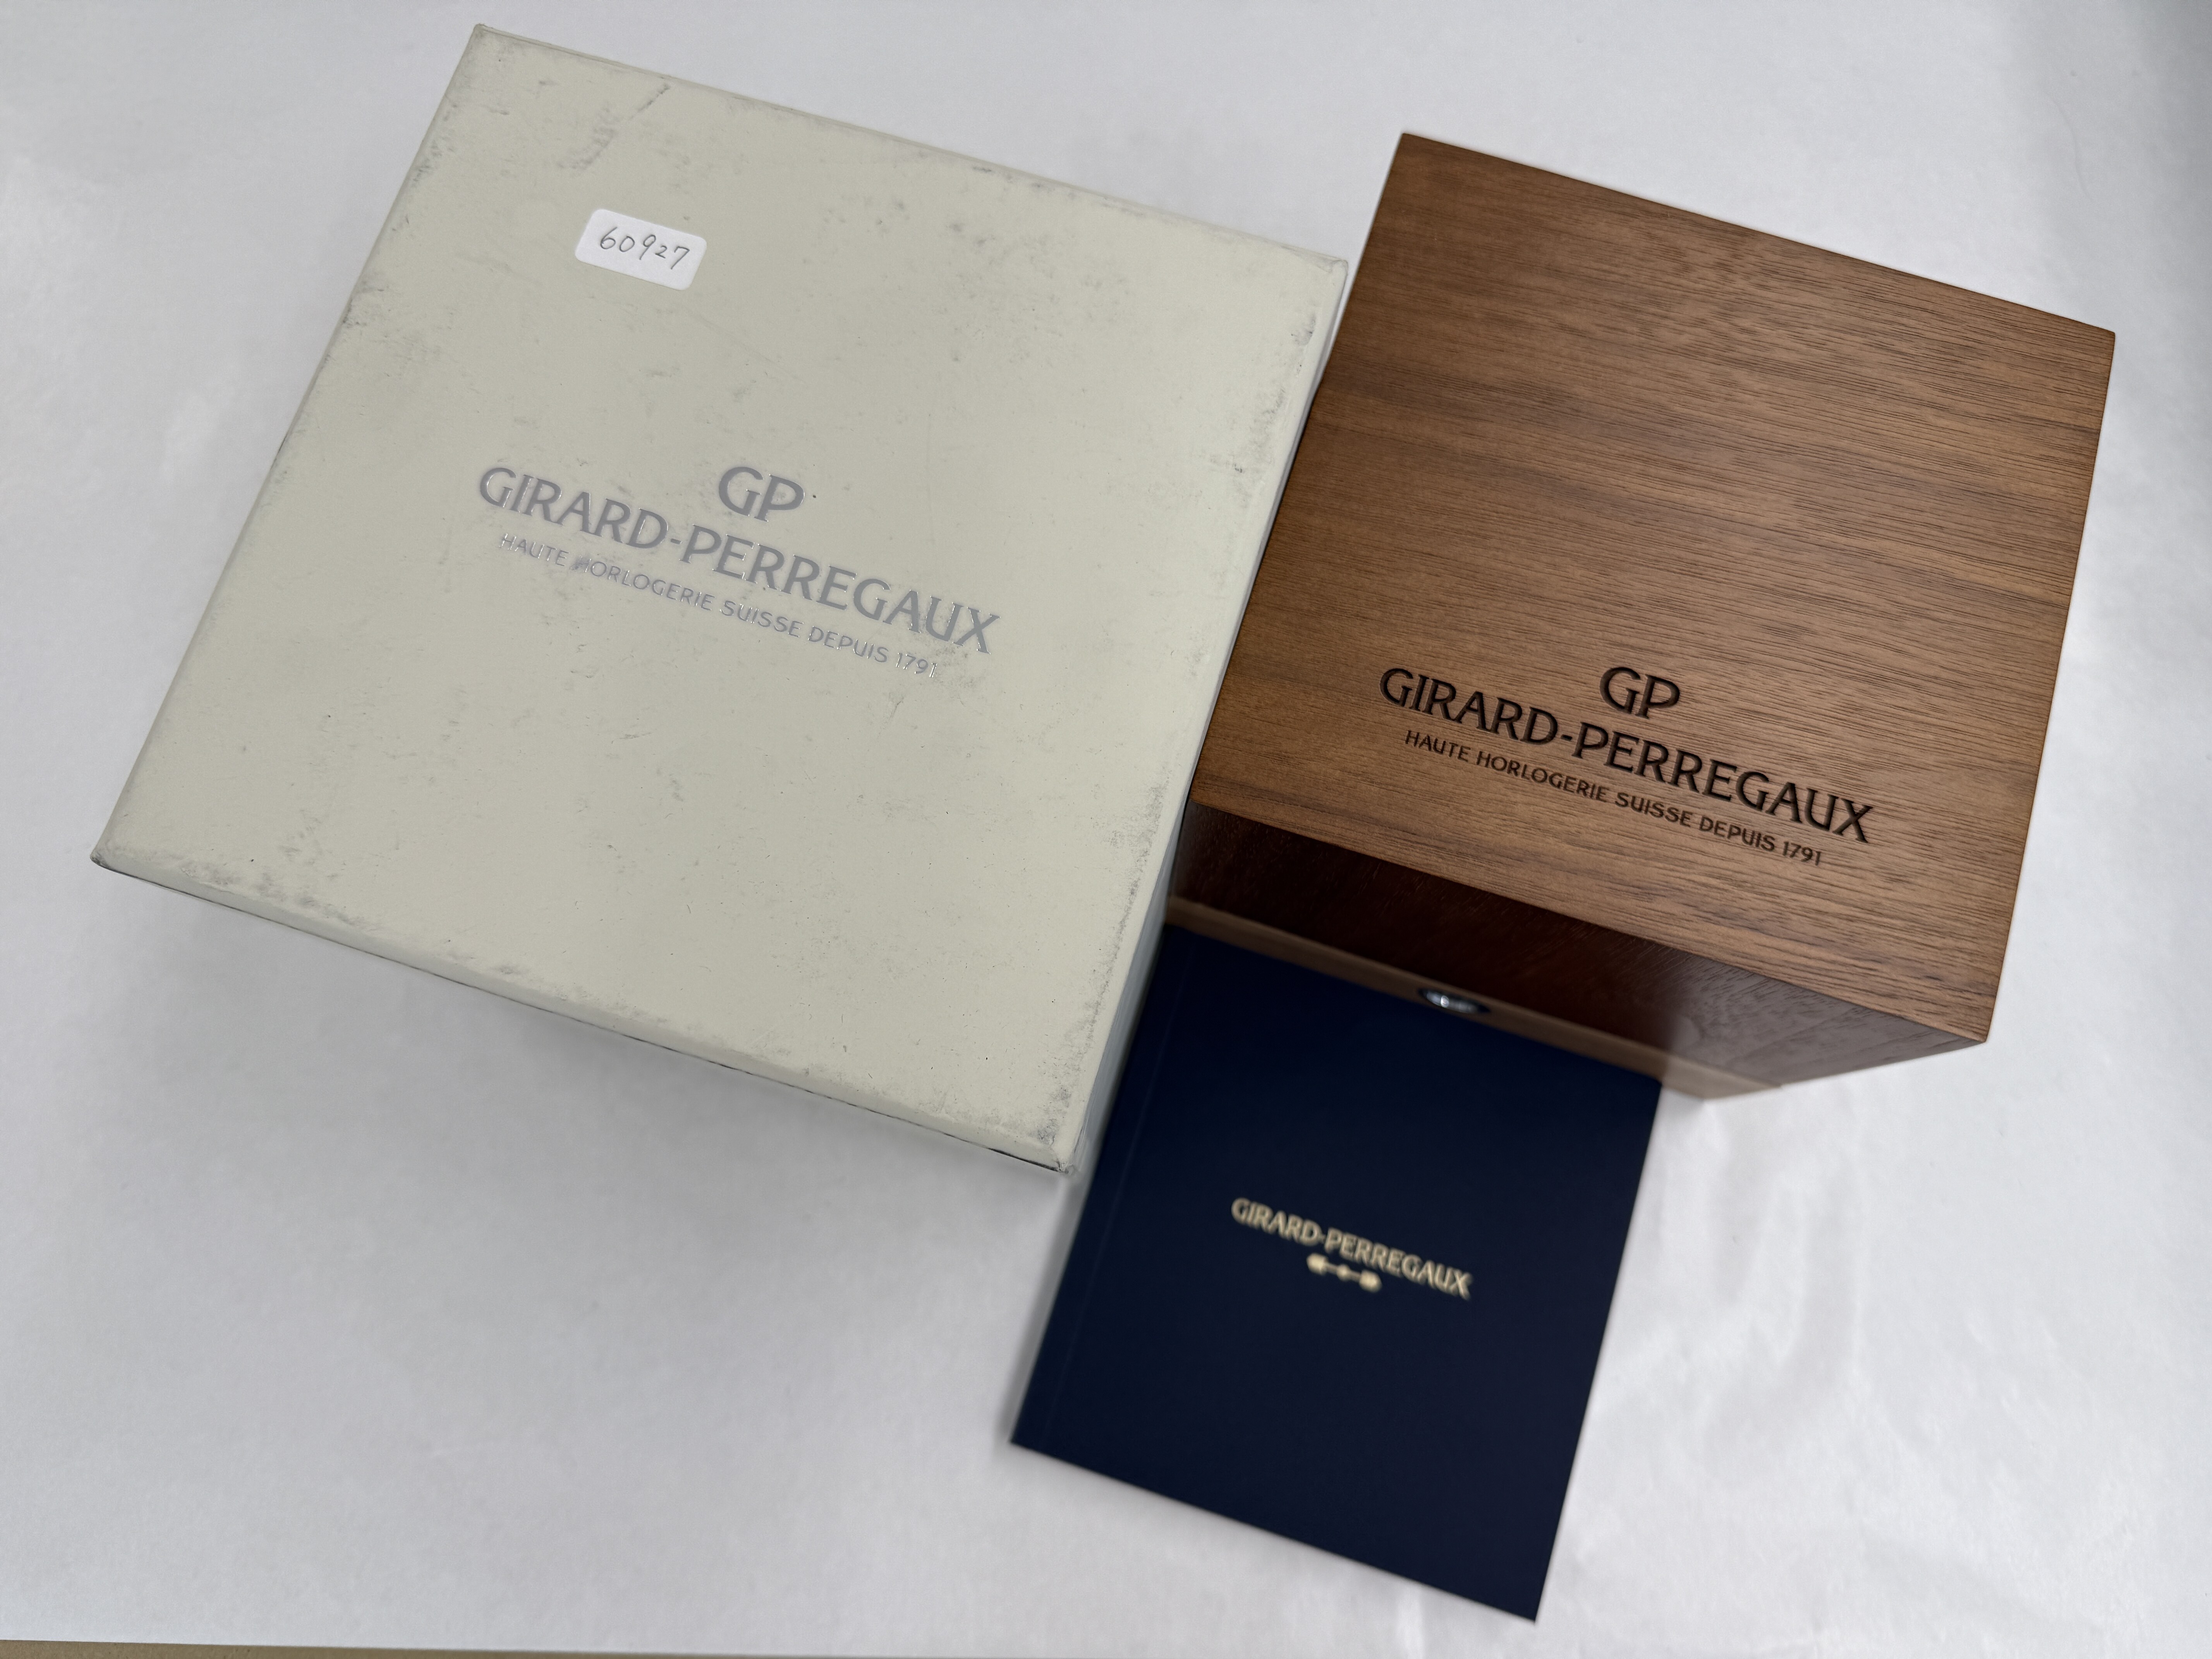 60927
GP
GIRARD-PERREGAUX
HAUTE HORLOGERIE SUISSE DEPUIS 1791
GP
GIRARD-PERREGAUX
HAUTE HORLOGERIE SUISSE DEPUIS 1791
GIRARD-PERREGAUX